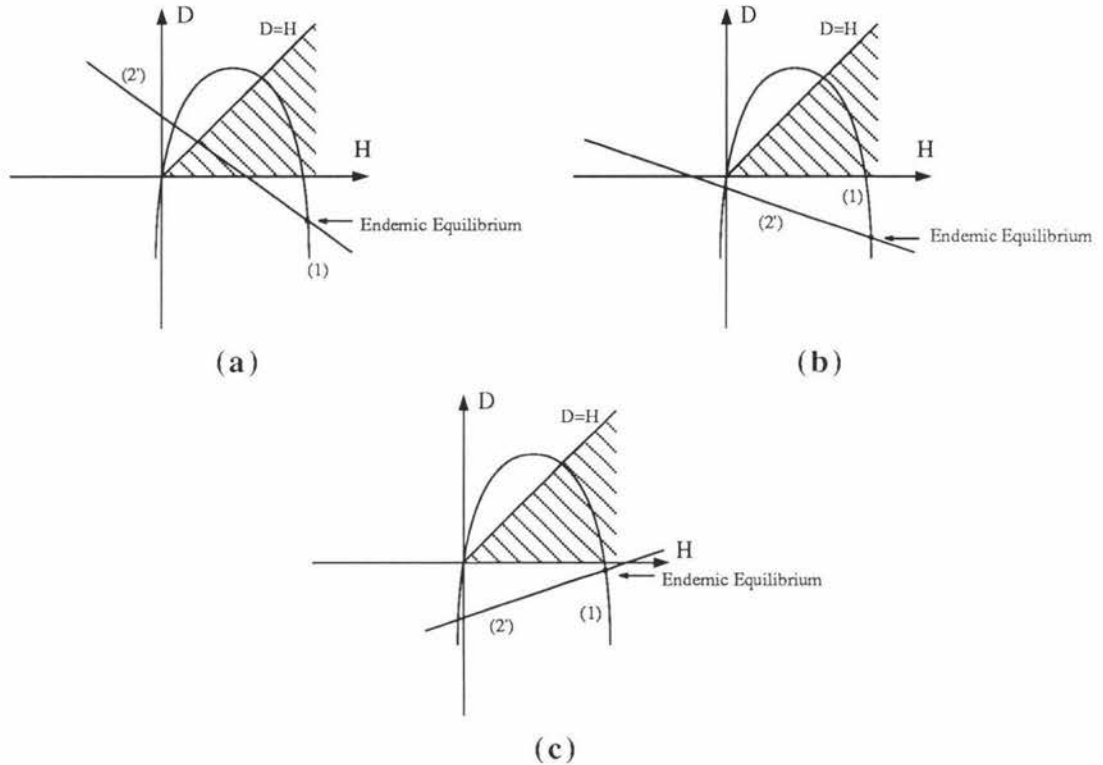 D
D=H
(2')
H
Endemic Equilibrium
(1)
(a)
D
D=H
H
(1)
(2')
Endemic Equilibrium
(b)
D
D=H
H
Endemic Equilibrium
(2')
(1)
(c)